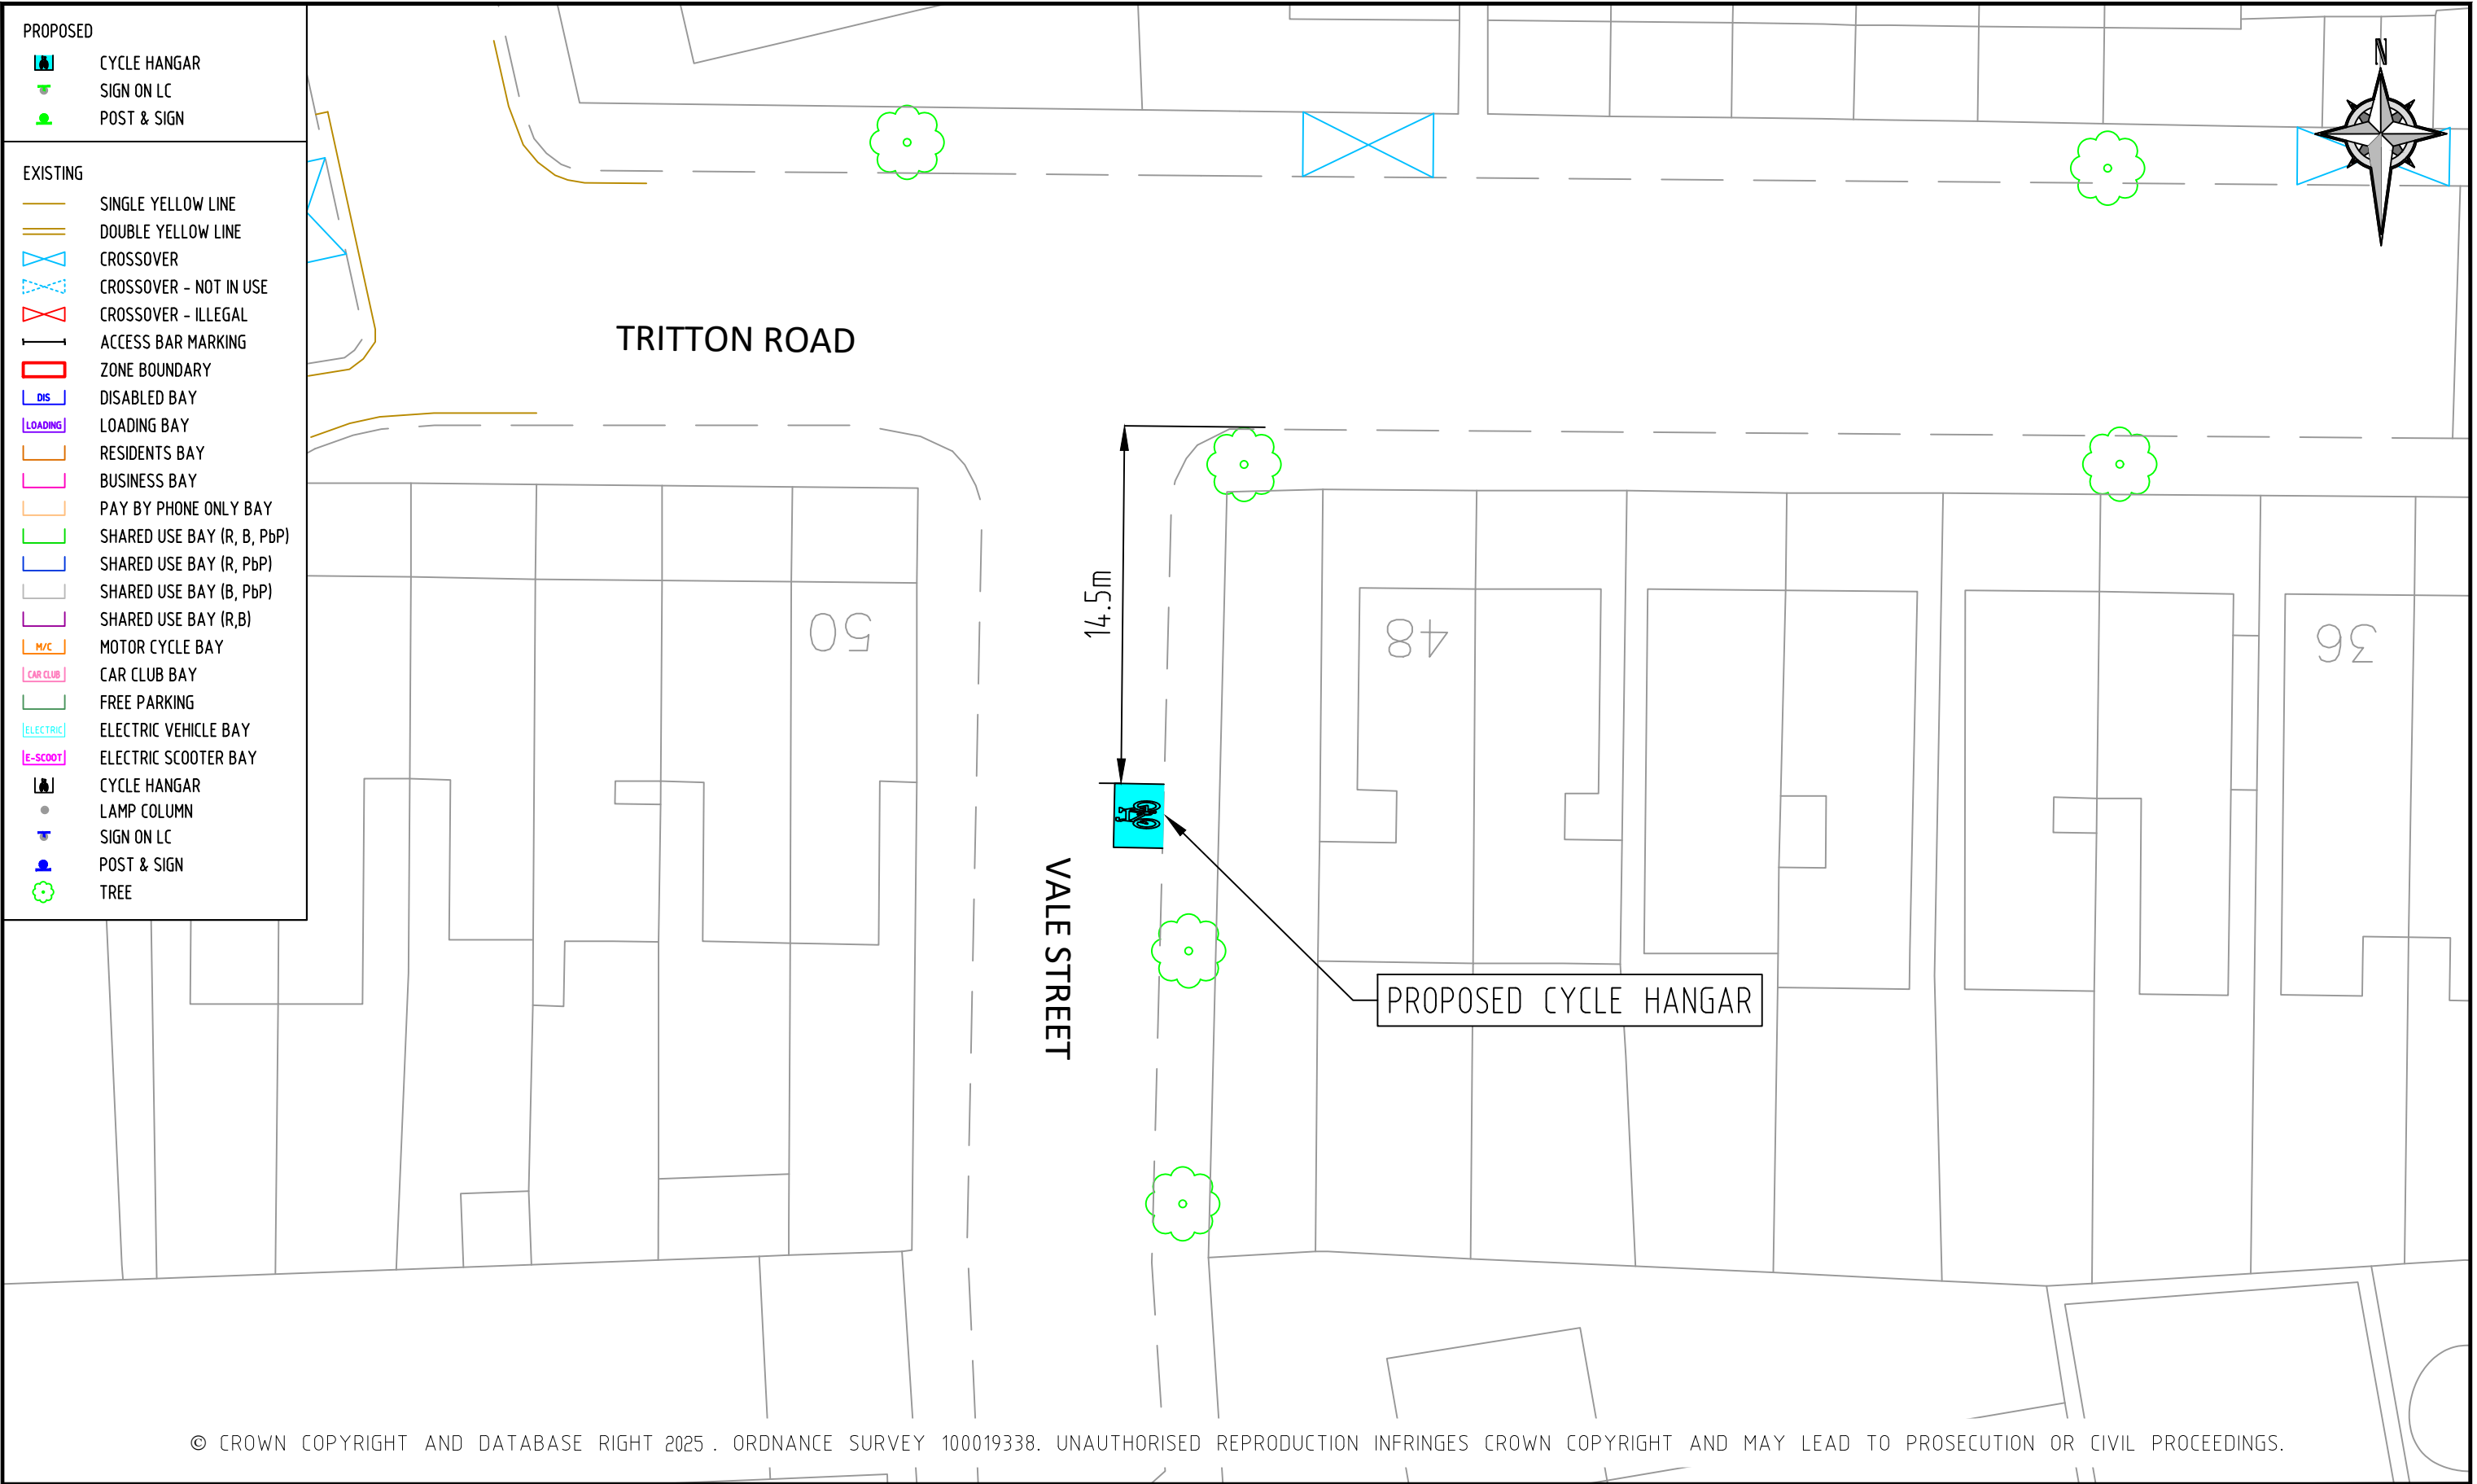 PROPOSED
CYCLE HANGAR
SIGN ON LC
POST & SIGN
EXISTING
SINGLE YELLOW LINE
DOUBLE YELLOW LINE
CROSSOVER
CROSSOVER - NOT IN USE
CROSSOVER - ILLEGAL
ACCESS BAR MARKING
ZONE BOUNDARY
DIS DISABLED BAY
LOADING LOADING BAY
RESIDENTS BAY
BUSINESS BAY
PAY BY PHONE ONLY BAY
SHARED USE BAY (R, B, PbP)
SHARED USE BAY (R, PbP)
SHARED USE BAY (B, PbP)
SHARED USE BAY (R,B)
M/C MOTOR CYCLE BAY
CAR CLUB CAR CLUB BAY
FREE PARKING
ELECTRIC ELECTRIC VEHICLE BAY
E-SCOOT ELECTRIC SCOOTER BAY
CYCLE HANGAR
LAMP COLUMN
SIGN ON LC
POST & SIGN
TREE
N
TRITTON ROAD
14.5m
50
48
36
VALE STREET
PROPOSED CYCLE HANGAR
© CROWN COPYRIGHT AND DATABASE RIGHT 2025 . ORDNANCE SURVEY 100019338. UNAUTHORISED REPRODUCTION INFRINGES CROWN COPYRIGHT AND MAY LEAD TO PROSECUTION OR CIVIL PROCEEDINGS.